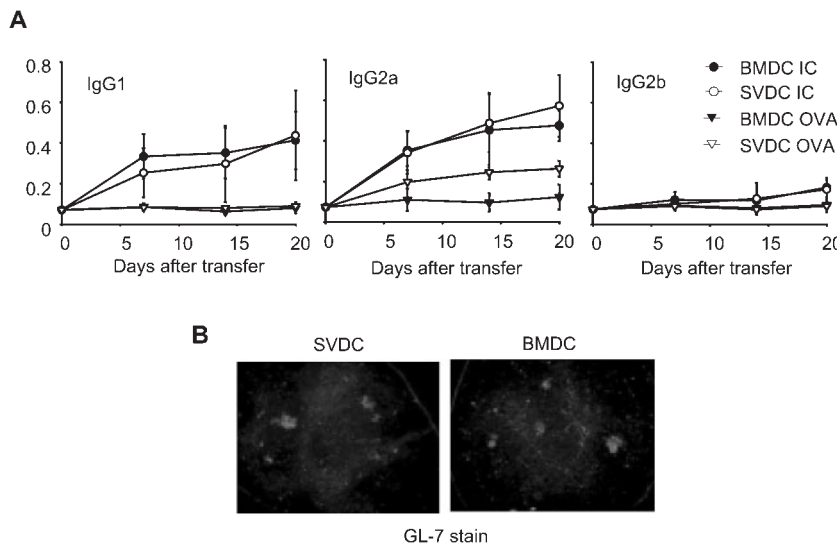 A
IgG1
IgG2a
IgG2b
BMDC IC
SVDC IC
BMDC OVA
SVDC OVA
0.8
0.6
0.4
0.2
0
0 5 10 15 20
0 5 10 15 20
0 5 10 15 20
Days after transfer
Days after transfer
Days after transfer
B
SVDC
BMDC
GL-7 stain